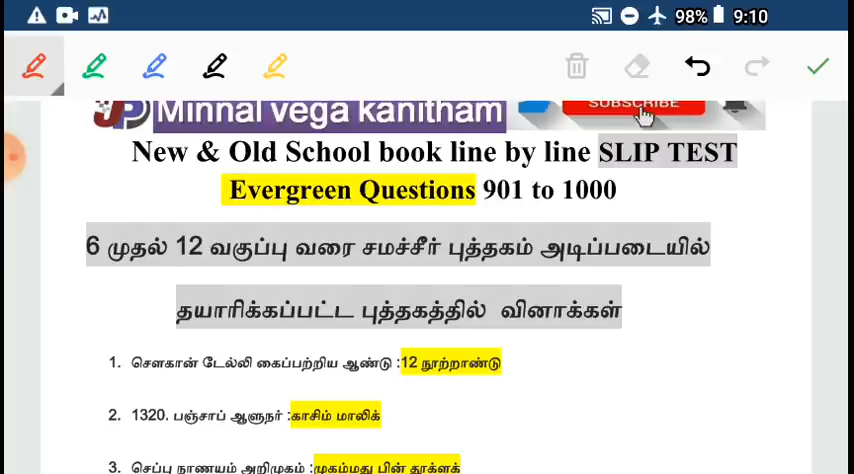 98% 9:10
Minnal vega kanitham SUBSCRIBE
New & Old School book line by line SLIP TEST
Evergreen Questions 901 to 1000
6 முதல் 12 வகுப்பு வரை சமச்சீர் புத்தகம் அடிப்படையில்
தயாரிக்கப்பட்ட புத்தகத்தில் வினாக்கள்
1. சௌகான் டேல்லி கைப்பற்றிய ஆண்டு :12 நூற்றாண்டு
2. 1320. பஞ்சாப் ஆளுநர் :காசிம் மாலிக்
3. செப்பு நாணயம் அறிமுகம் :முகம்மது பின் தூக்ளக்